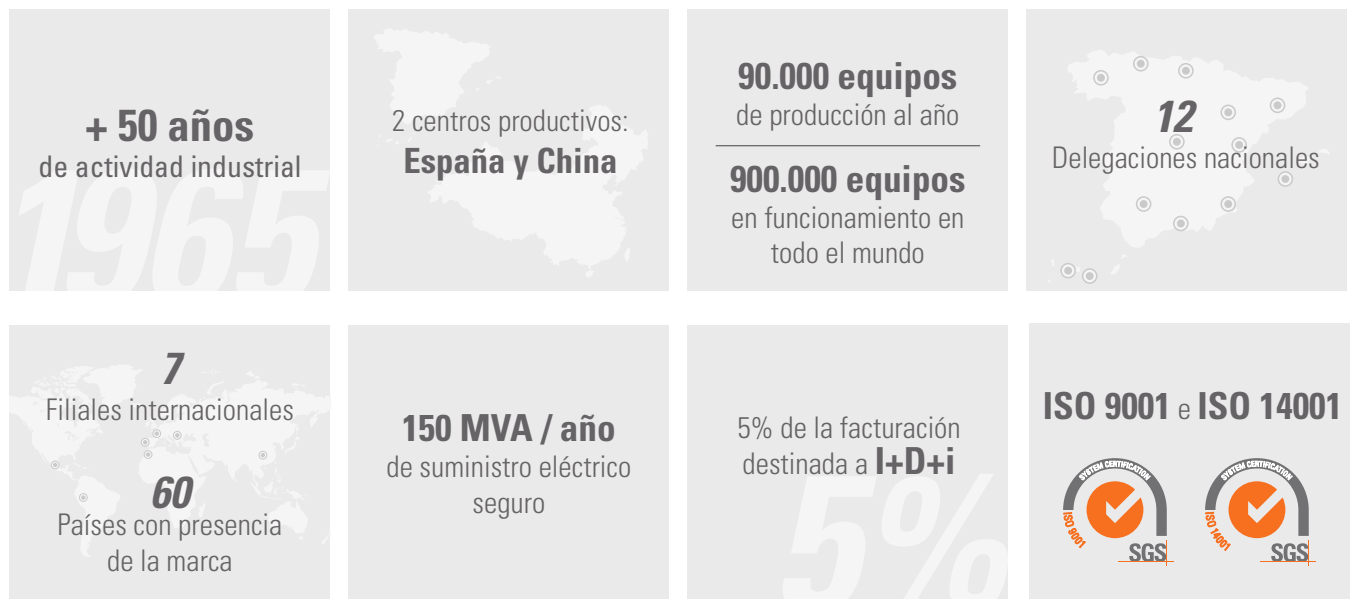 + 50 años
de actividad industrial
1965
2 centros productivos:
España y China
90.000 equipos
de producción al año
900.000 equipos
en funcionamiento en
todo el mundo
12
Delegaciones nacionales
7
Filiales internacionales
60
Países con presencia
de la marca
150 MVA / año
de suministro eléctrico
seguro
5% de la facturación
destinada a I+D+i
5%
ISO 9001 e ISO 14001
SYSTEM CERTIFICATION
ISO 9001
SGS
SYSTEM CERTIFICATION
ISO 14001
SGS